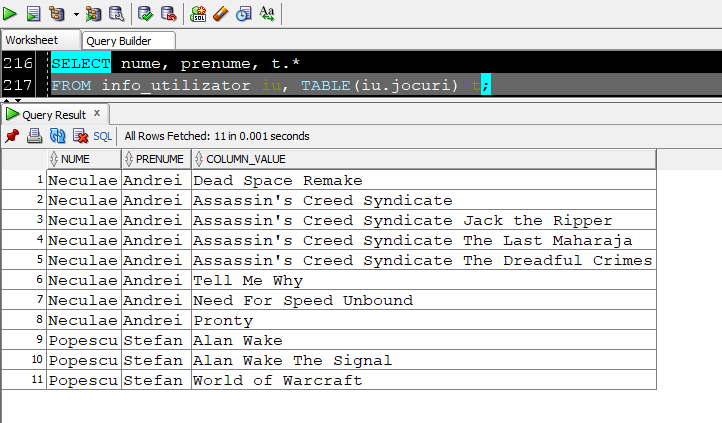 Worksheet Query Builder
216 SELECT nume, prenume, t.*
217 FROM info_utilizator iu, TABLE(iu.jocuri) t;
Query Result x
SQL All Rows Fetched: 11 in 0.001 seconds
NUME PRENUME COLUMN_VALUE
1 Neculae Andrei Dead Space Remake
2 Neculae Andrei Assassin's Creed Syndicate
3 Neculae Andrei Assassin's Creed Syndicate Jack the Ripper
4 Neculae Andrei Assassin's Creed Syndicate The Last Maharaja
5 Neculae Andrei Assassin's Creed Syndicate The Dreadful Crimes
6 Neculae Andrei Tell Me Why
7 Neculae Andrei Need For Speed Unbound
8 Neculae Andrei Pronty
9 Popescu Stefan Alan Wake
10 Popescu Stefan Alan Wake The Signal
11 Popescu Stefan World of Warcraft